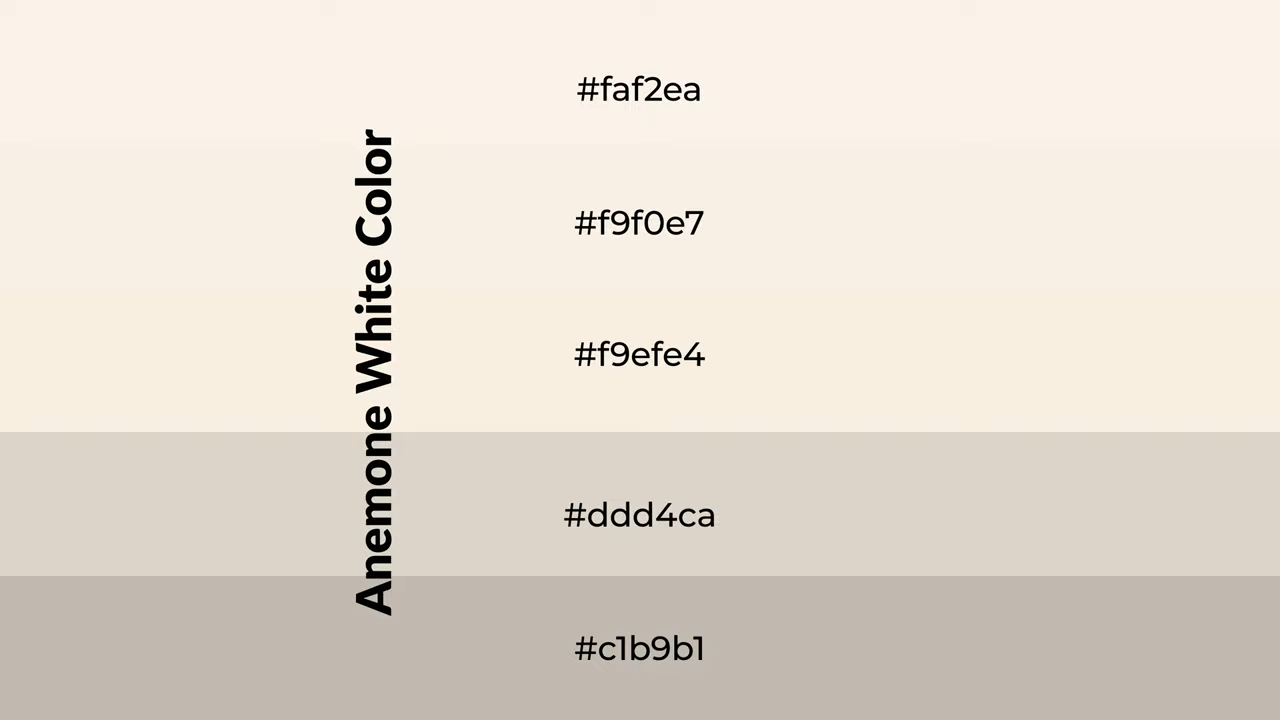 Anemone White Color
#faf2ea
#f9f0e7
#f9efe4
#ddd4ca
#c1b9b1